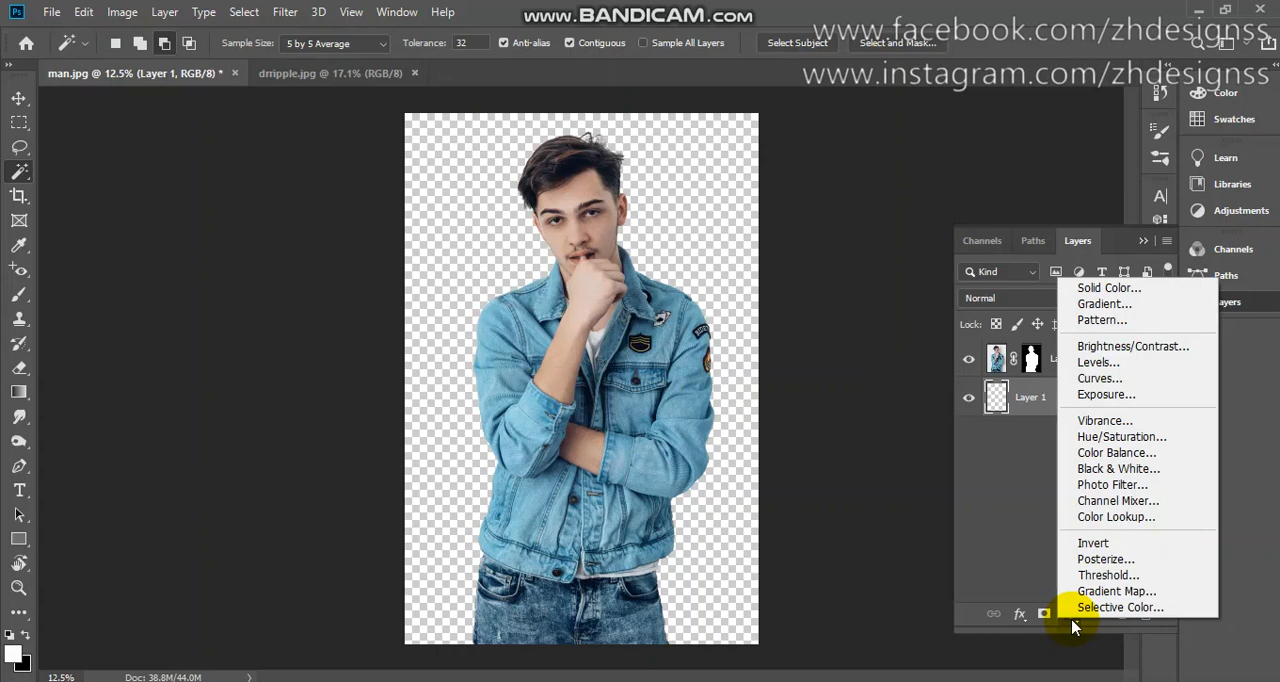 Ps File Edit Image Layer Type Select Filter 3D View Window Help
www.BANDICAM.com
www.facebook.com/zhdesignss
www.instagram.com/zhdesignss
Sample Size: 5 by 5 Average Tolerance: 32 Anti-alias Contiguous Sample All Layers Select Subject Select and Mask...
man.jpg @ 12.5% (Layer 1, RGB/8) * × drripple.jpg @ 17.1% (RGB/8) ×
Color
Swatches
Learn
Libraries
Adjustments
Channels
Paths
Layers
Channels Paths Layers
Kind
Normal
Lock:
Layer 1
Solid Color...
Gradient...
Pattern...
Brightness/Contrast...
Levels...
Curves...
Exposure...
Vibrance...
Hue/Saturation...
Color Balance...
Black & White...
Photo Filter...
Channel Mixer...
Color Lookup...
Invert
Posterize...
Threshold...
Gradient Map...
Selective Color...
fx
12.5% Doc: 38.8M/44.0M